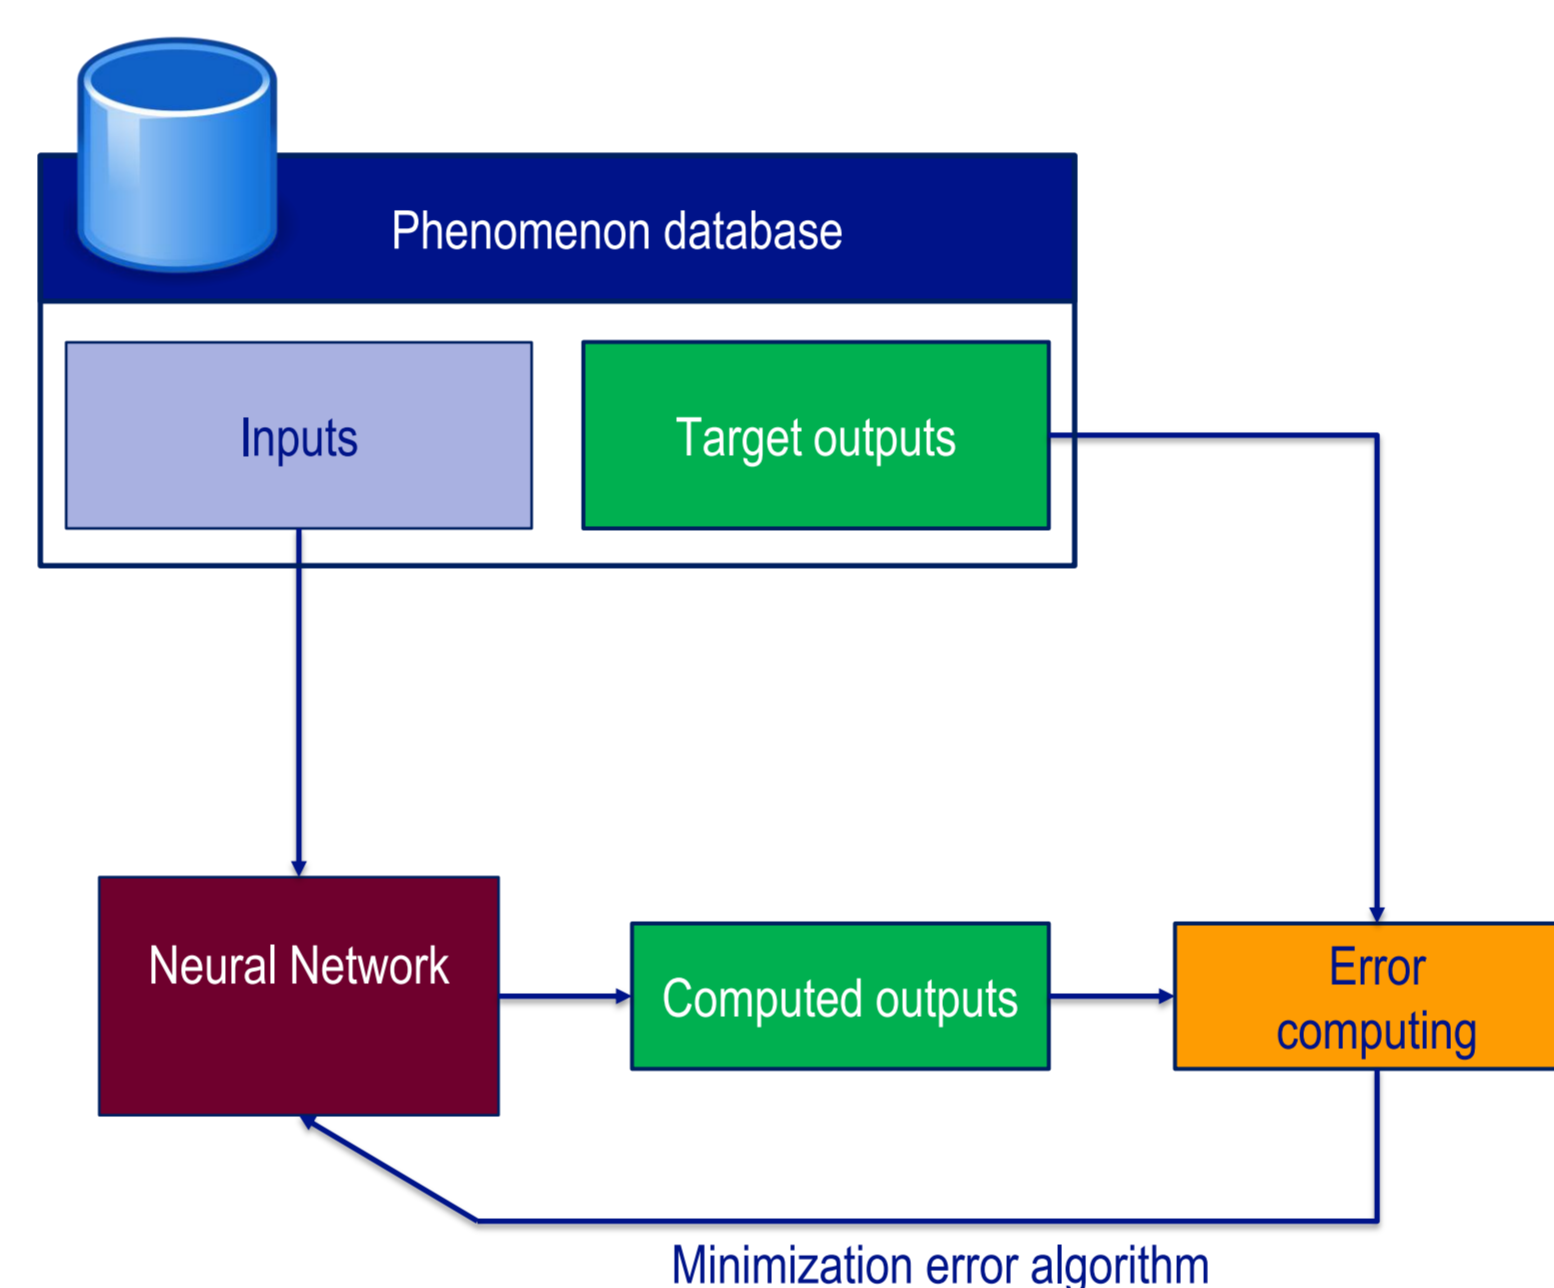 Phenomenon database
Inputs
Target outputs
Neural Network
Computed outputs
Error
computing
Minimization error algorithm